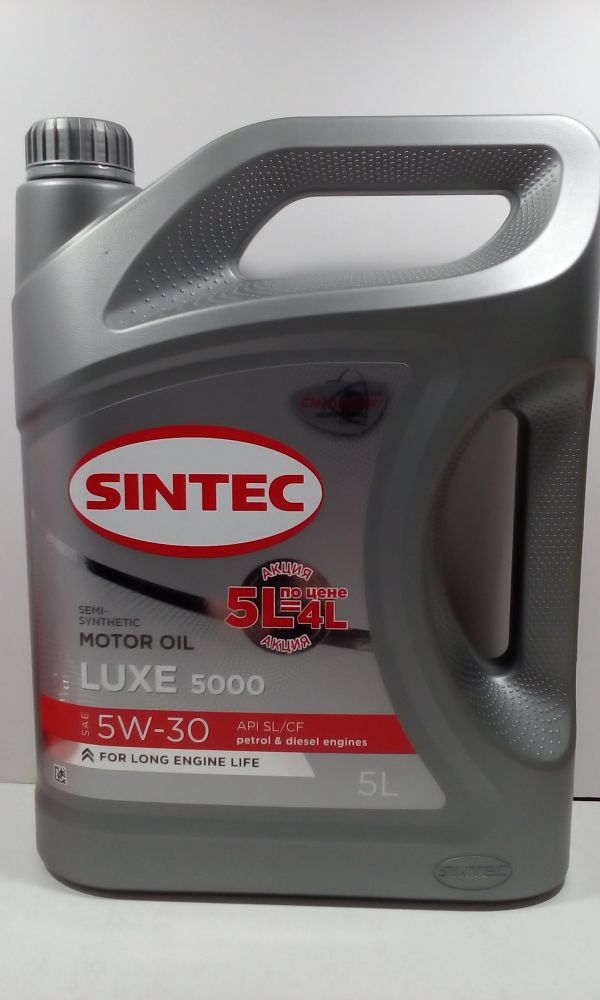 SINTEC
АКЦИЯ
5L по цене = 4L
АКЦИЯ
SEMI-
SYNTHETIC
MOTOR OIL
LUXE 5000
SAE 5W-30
API SL/CF
petrol & diesel engines
FOR LONG ENGINE LIFE
5L
SINTEC